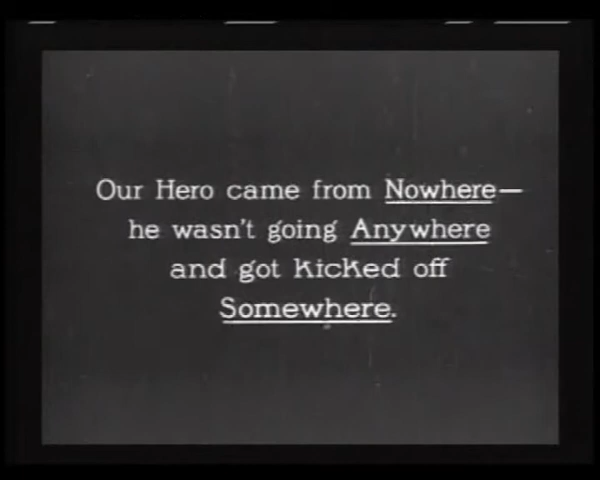 Our Hero came from Nowhere—
he wasn't going Anywhere
and got kicked off
Somewhere.